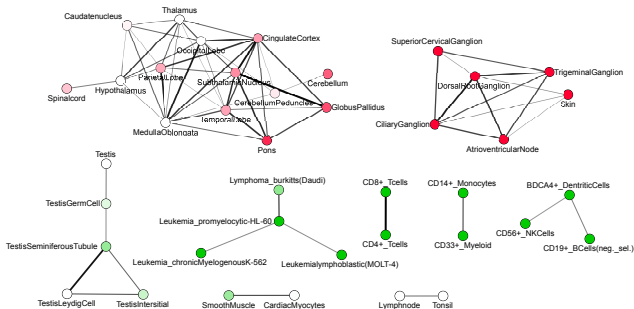 Thalamus
Caudatenucleus
CingulateCortex
OccipitalLobe
SuperiorCervicalGanglion
ParietalLobe
SubthalamicNucleus
Cerebellum
TrigeminalGanglion
DorsalRootGanglion
Hypothalamus
Spinalcord
CerebellumPeduncles
Skin
GlobusPallidus
TemporalLobe
MedullaOblongata
CiliaryGanglion
Pons
AtrioventricularNode
Testis
Lymphoma_burkitts(Daudi)
CD8+_Tcells
CD14+_Monocytes
BDCA4+_DentriticCells
TestisGermCell
Leukemia_promyelocytic-HL-60
CD56+_NKCells
TestisSeminiferousTubule
CD4+_Tcells
CD33+_Myeloid
CD19+_BCells(neg._sel.)
Leukemia_chronicMyelogenousK-562
Leukemialymphoblastic(MOLT-4)
TestisLeydigCell
TestisIntersitial
SmoothMuscle
CardiacMyocytes
Lymphnode
Tonsil